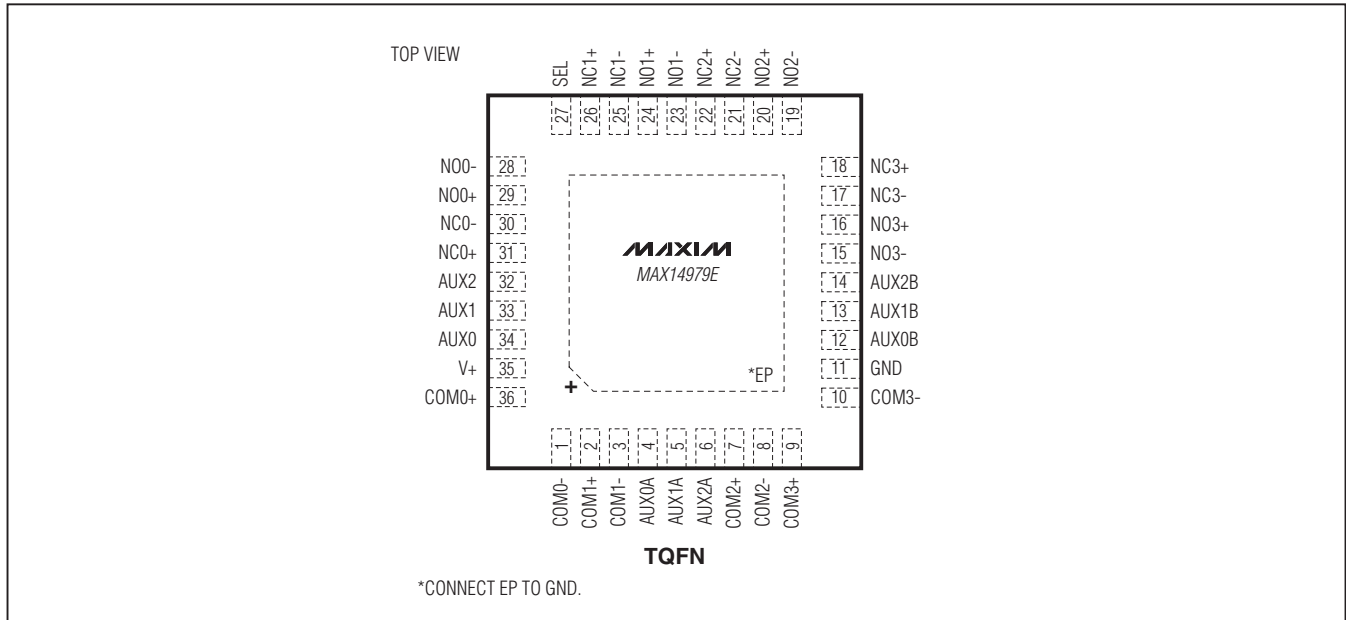 TOP VIEW
SEL NC1+ NC1- NO1+ NO1- NC2+ NC2- NO2+ NO2-
27 26 25 24 23 22 21 20 19
NO0- 28 18 NC3+
NO0+ 29 17 NC3-
NC0- 30 16 NO3+
NC0+ 31 15 NO3-
AUX2 32 14 AUX2B
AUX1 33 13 AUX1B
AUX0 34 12 AUX0B
V+ 35 11 GND
COM0+ 36 10 COM3-
MAXIM
MAX14979E
*EP
+
1 2 3 4 5 6 7 8 9
COM0- COM1+ COM1- AUX0A AUX1A AUX2A COM2+ COM2- COM3+
TQFN
*CONNECT EP TO GND.